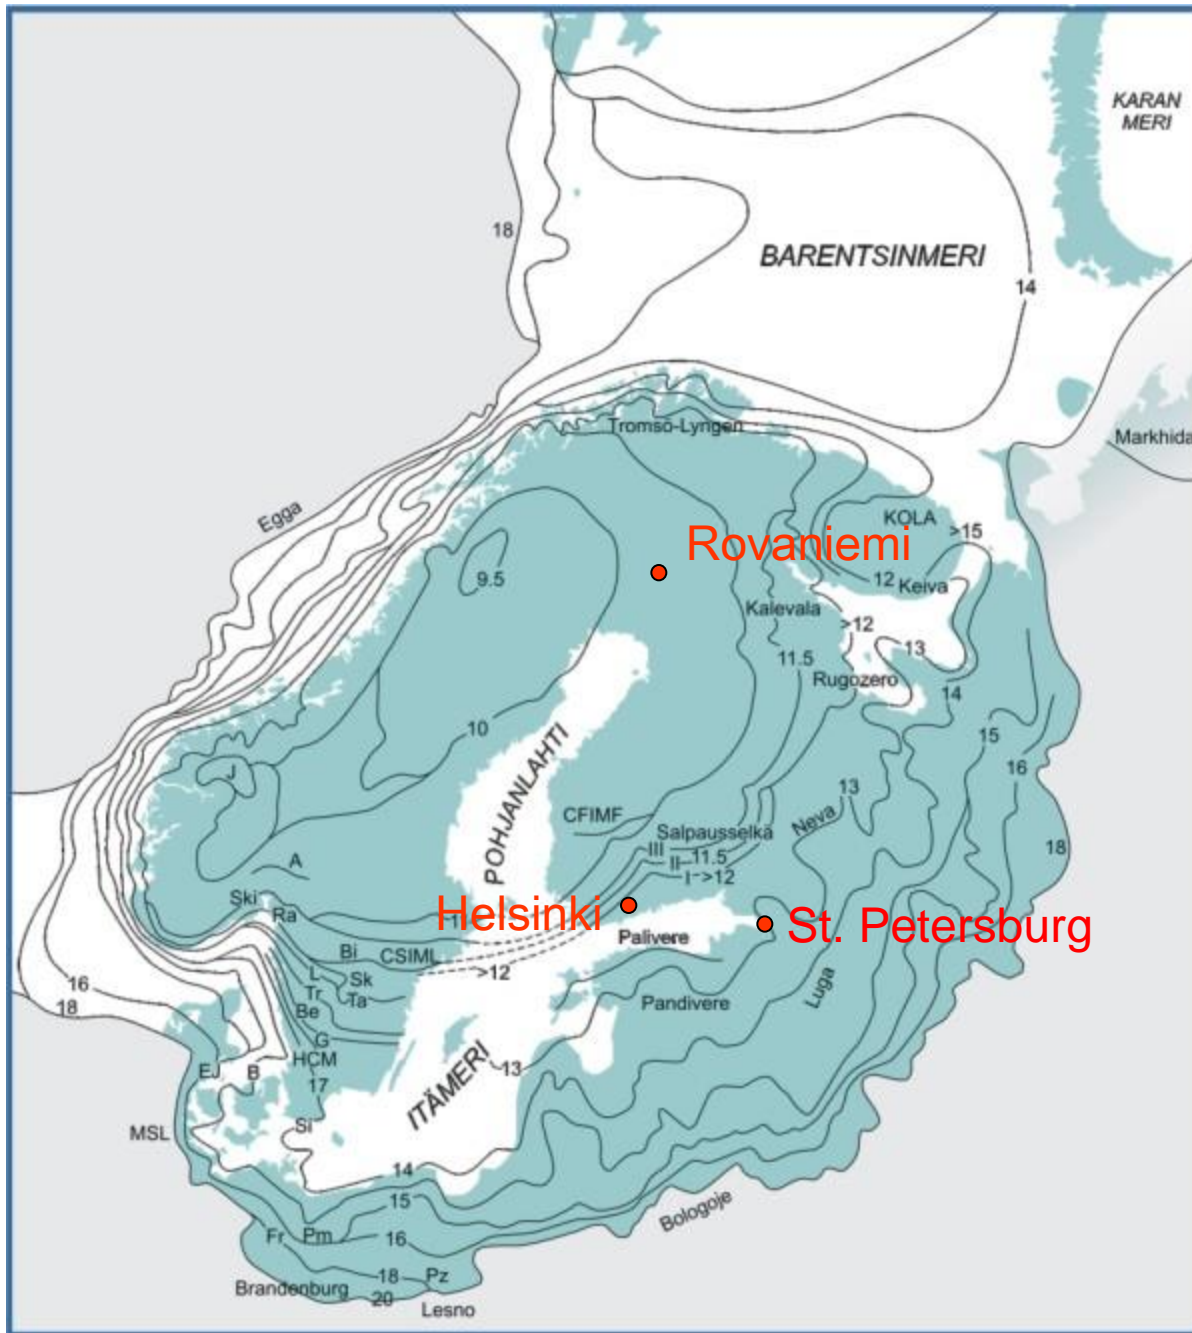 KARAN
MERI
18
BARENTSINMERI
14
Tromsö-Lyngen
Markhida
Egga
KOLA
>15
Rovaniemi
9.5
12
Keiva
Kalevala
>12
13
11.5
Rugozero
14
10
15
POHJANLAHTI
16
J
13
CFIMF
Neva
Salpausselkä
III
II
11.5
18
A
I
>12
Ski
Ra
Helsinki
St. Petersburg
Palivere
Bi
CSIML
>12
L
Sk
16
Tr
Ta
Luga
Pandivere
18
Be
G
HCM
EJ
B
13
17
ITÄMERI
Si
MSL
14
15
Bologoje
Fr
Pm
16
18
Pz
Brandenburg
20
Lesno